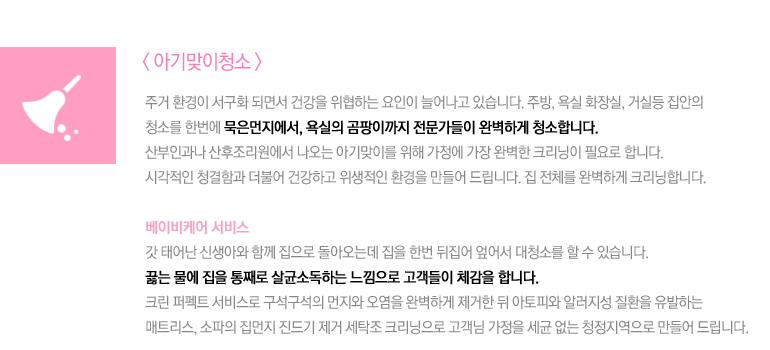 < 아기맞이청소 >
주거 환경이 서구화 되면서 건강을 위협하는 요인이 늘어나고 있습니다. 주방, 욕실 화장실, 거실등 집안의
청소를 한번에 묵은먼지에서, 욕실의 곰팡이까지 전문가들이 완벽하게 청소합니다.
산부인과나 산후조리원에서 나오는 아기맞이를 위해 가정에 가장 완벽한 크리닝이 필요로 합니다.
시각적인 청결함과 더불어 건강하고 위생적인 환경을 만들어 드립니다. 집 전체를 완벽하게 크리닝합니다.
베이비케어 서비스
갓 태어난 신생아와 함께 집으로 돌아오는데 집을 한번 뒤집어 엎어서 대청소를 할 수 있습니다.
끓는 물에 집을 통째로 살균소독하는 느낌으로 고객들이 체감을 합니다.
크린 퍼펙트 서비스로 구석구석의 먼지와 오염을 완벽하게 제거한 뒤 아토피와 알러지성 질환을 유발하는
매트리스, 소파의 집먼지 진드기 제거 세탁조 크리닝으로 고객님 가정을 세균 없는 청정지역으로 만들어 드립니다.